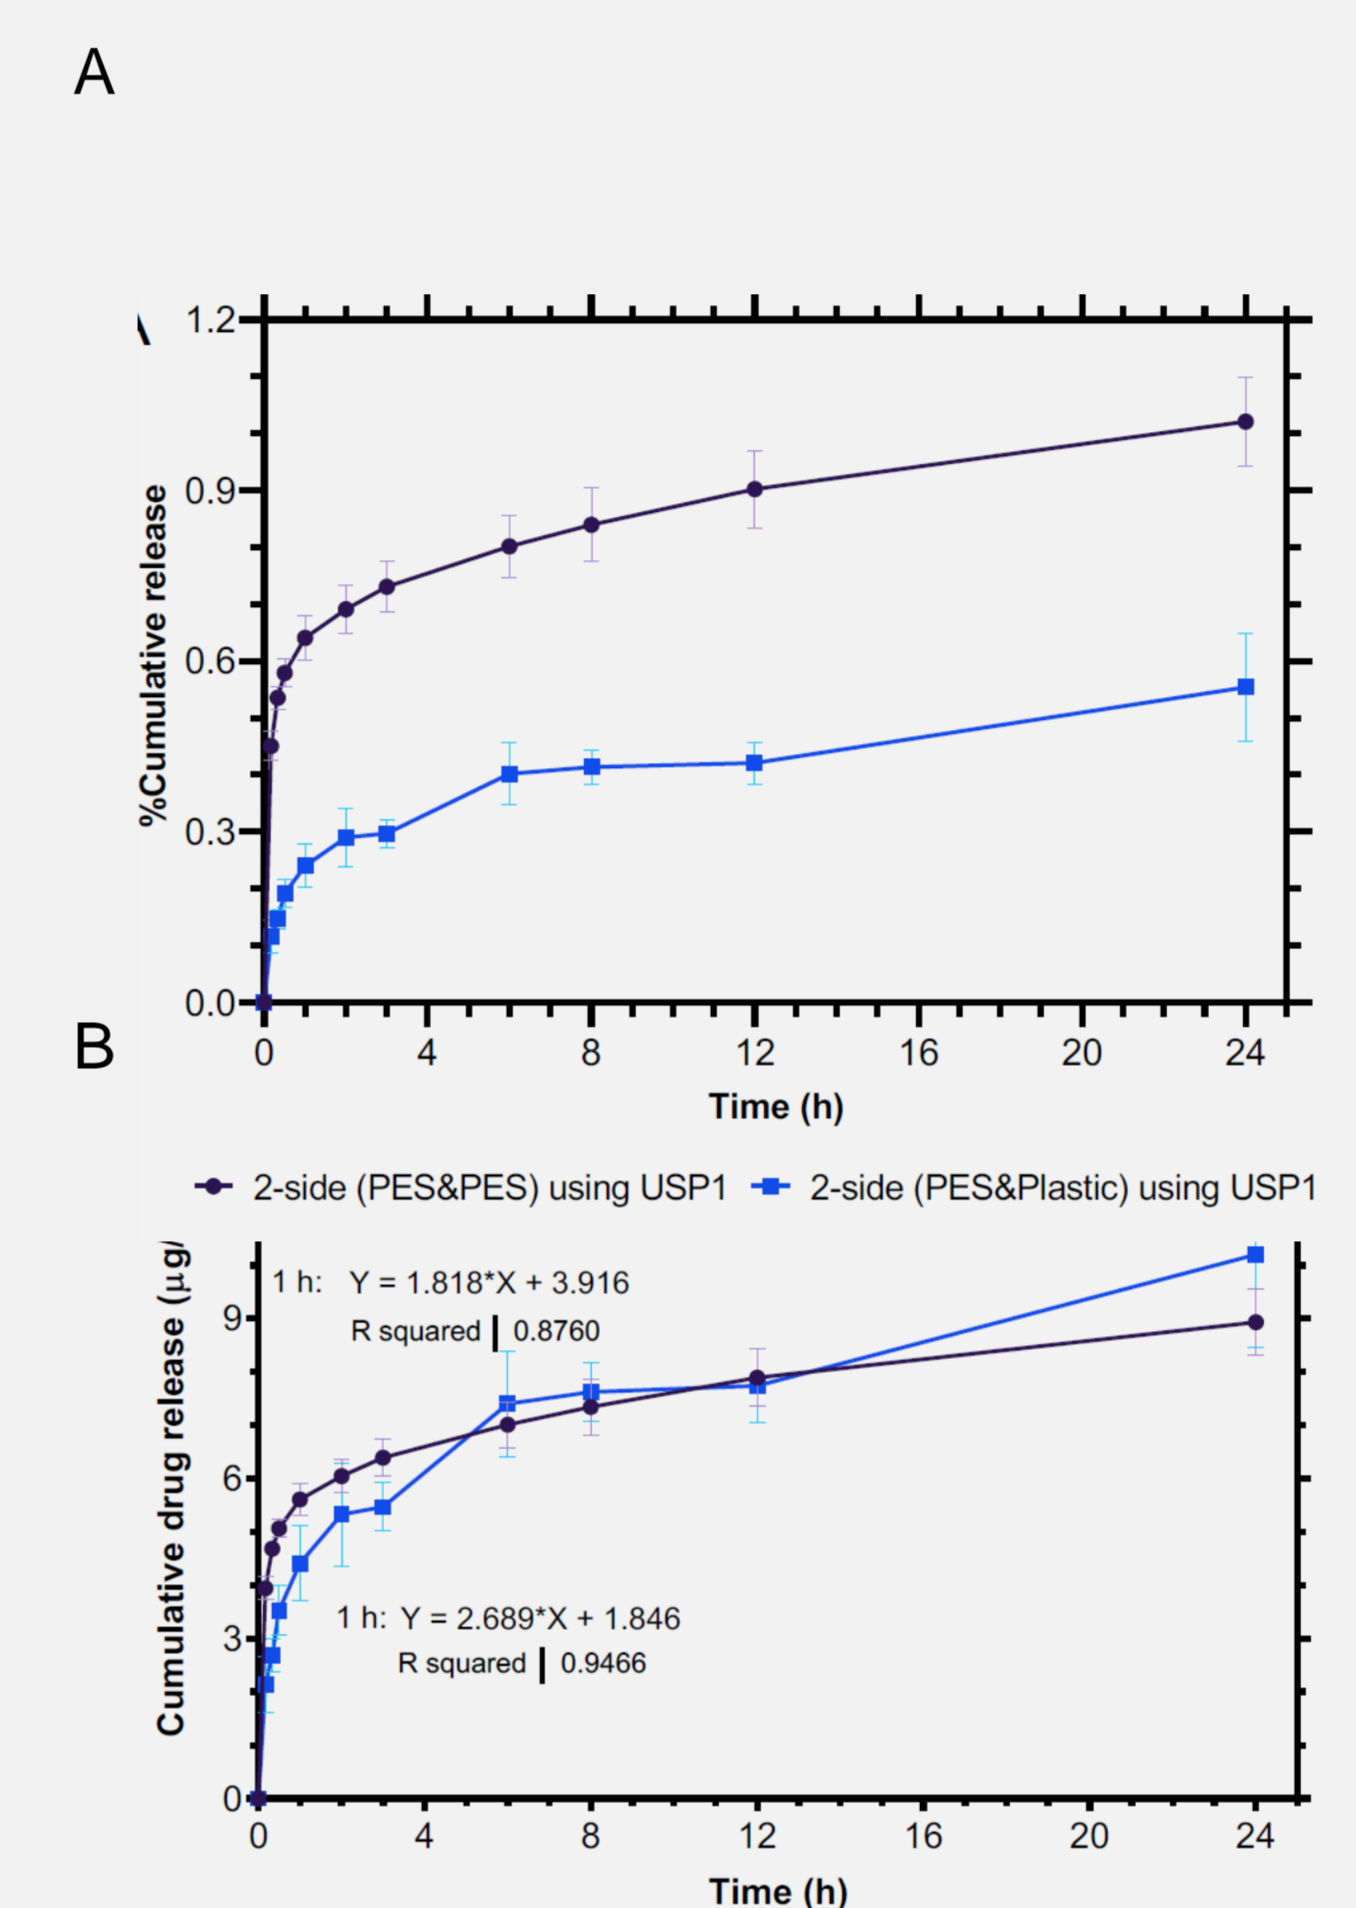 A
1.2
0.9
0.6
0.3
0.0
%Cumulative release
0 4 8 12 16 20 24
Time (h)
B
2-side (PES&PES) using USP1 2-side (PES&Plastic) using USP1
Cumulative drug release (µg/
9
6
3
0
1 h: Y = 1.818*X + 3.916
R squared | 0.8760
1 h: Y = 2.689*X + 1.846
R squared | 0.9466
0 4 8 12 16 20 24
Time (h)